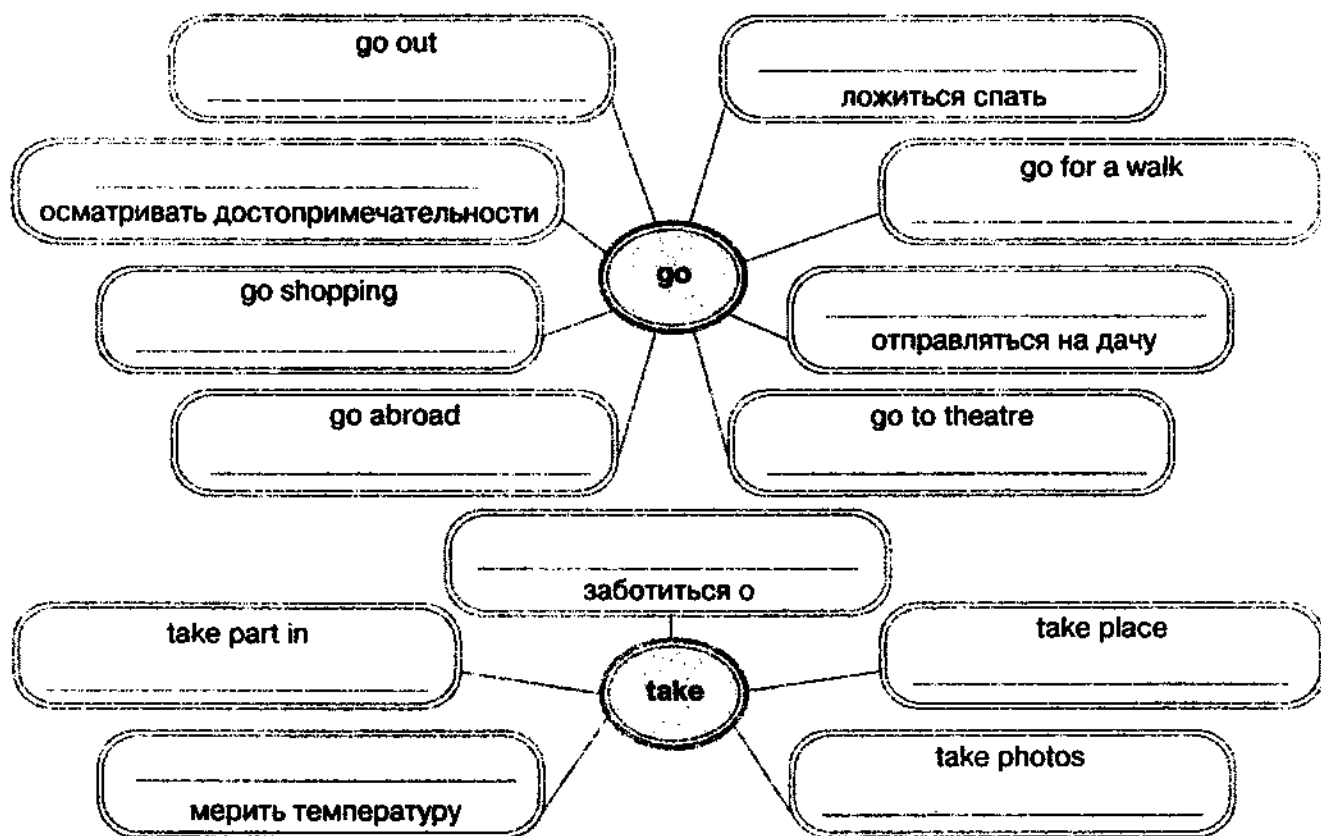 go out
ложиться спать
осматривать достопримечательности
go for a walk
go
go shopping
отправляться на дачу
go abroad
go to theatre
заботиться о
take part in
take place
take
мерить температуру
take photos